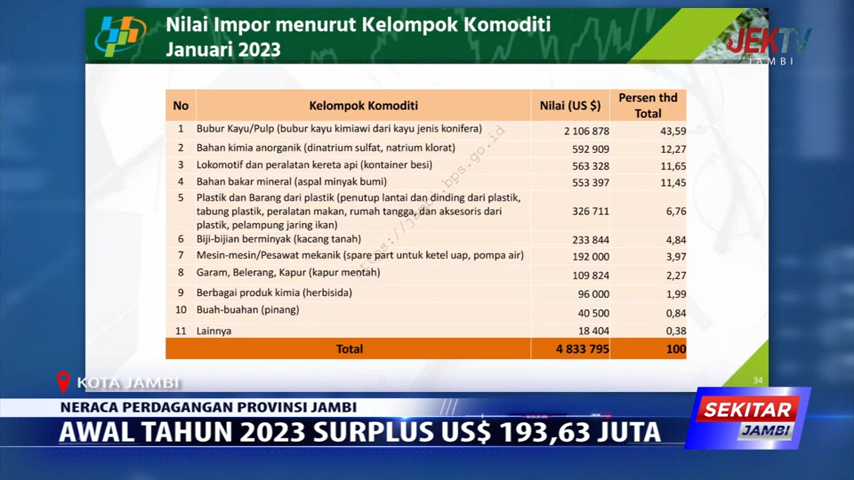 Nilai Impor menurut Kelompok Komoditi
Januari 2023
JEKTV
JAMBI
No Kelompok Komoditi Nilai (US $) Persen thd Total
1 Bubur Kayu/Pulp (bubur kayu kimiawi dari kayu jenis konifera) 2 106 878 43,59
2 Bahan kimia anorganik (dinatrium sulfat, natrium klorat) 592 909 12,27
3 Lokomotif dan peralatan kereta api (kontainer besi) 563 328 11,65
4 Bahan bakar mineral (aspal minyak bumi) 553 397 11,45
5 Plastik dan Barang dari plastik (penutup lantai dan dinding dari plastik,
tabung plastik, peralatan makan, rumah tangga, dan aksesoris dari
plastik, pelampung jaring ikan) 326 711 6,76
6 Biji-bijian berminyak (kacang tanah) 233 844 4,84
7 Mesin-mesin/Pesawat mekanik (spare part untuk ketel uap, pompa air) 192 000 3,97
8 Garam, Belerang, Kapur (kapur mentah) 109 824 2,27
9 Berbagai produk kimia (herbisida) 96 000 1,99
10 Buah-buahan (pinang) 40 500 0,84
11 Lainnya 18 404 0,38
Total 4 833 795 100
https://jambi.bps.go.id
34
KOTA JAMBI
NERACA PERDAGANGAN PROVINSI JAMBI
AWAL TAHUN 2023 SURPLUS US$ 193,63 JUTA
SEKITAR
JAMBI